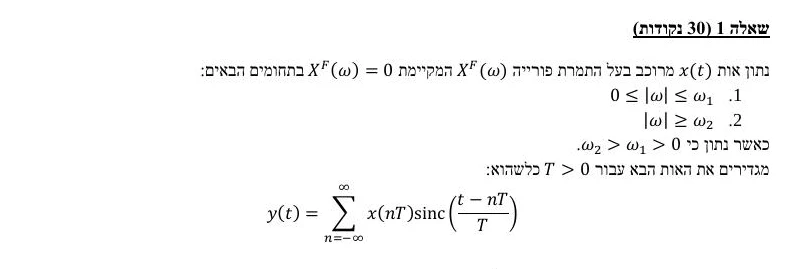 שאלה 1 (30 נקודות)
נתון אות x(t) מרוכב בעל התמרת פורייה X^F(ω) המקיימת X^F(ω) = 0 בתחומים הבאים:
1. 0 ≤ |ω| ≤ ω₁
2. |ω| ≥ ω₂
כאשר נתון כי ω₂ > ω₁ > 0.
מגדירים את האות הבא עבור T > 0 כלשהוא:
y(t) = ∑_{n=−∞}^{∞} x(nT)sinc((t − nT)/T)